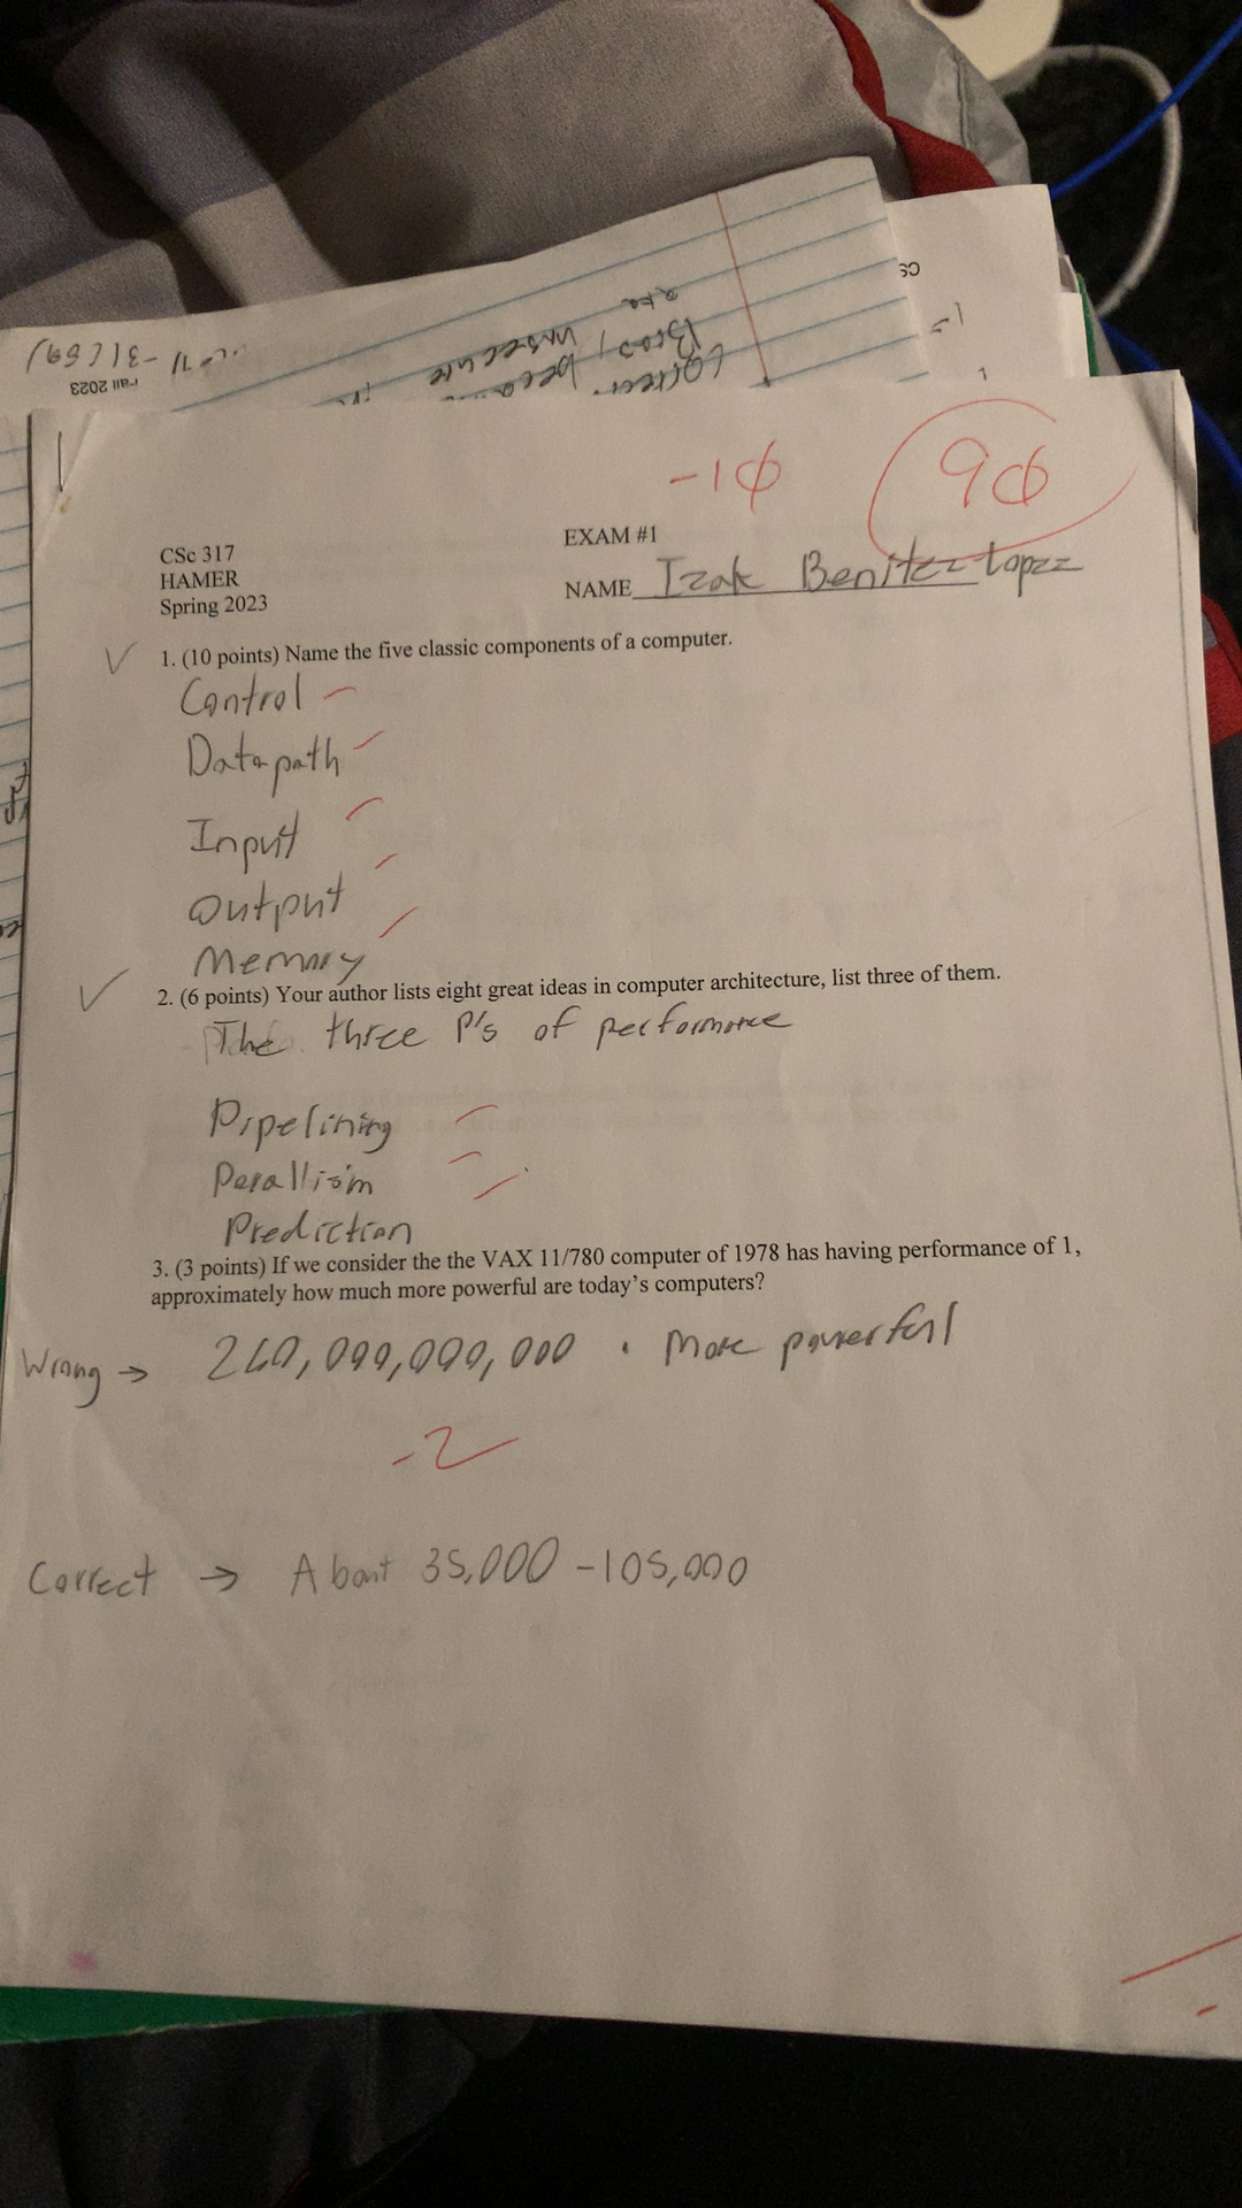 Fall 2023
CS
-10
90
CSc 317
EXAM #1
HAMER
NAME Izak Benitez Lopez
Spring 2023
✓ 1. (10 points) Name the five classic components of a computer.
Control
Datapath
Input
Output
Memory
✓ 2. (6 points) Your author lists eight great ideas in computer architecture, list three of them.
The three P's of performance
Pipelining
Perallism
Prediction
3. (3 points) If we consider the the VAX 11/780 computer of 1978 has having performance of 1,
approximately how much more powerful are today's computers?
Wrong → 260,000,000,000 . More powerful
-2
Correct → About 35,000 - 105,000